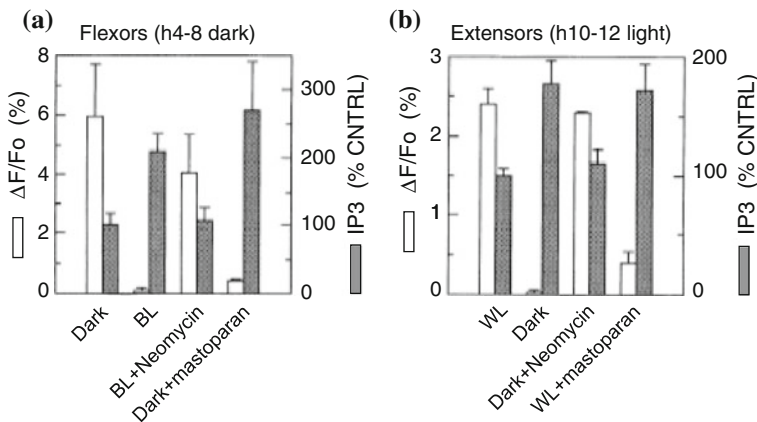 (a)
Flexors (h4-8 dark)
ΔF/Fo (%)
8
6
4
2
0
300
200
100
0
IP3 (% CNTRL)
Dark
BL
BL+Neomycin
Dark+mastoparan
(b)
Extensors (h10-12 light)
ΔF/Fo (%)
3
2
1
0
200
100
0
IP3 (% CNTRL)
WL
Dark
Dark+Neomycin
WL+mastoparan